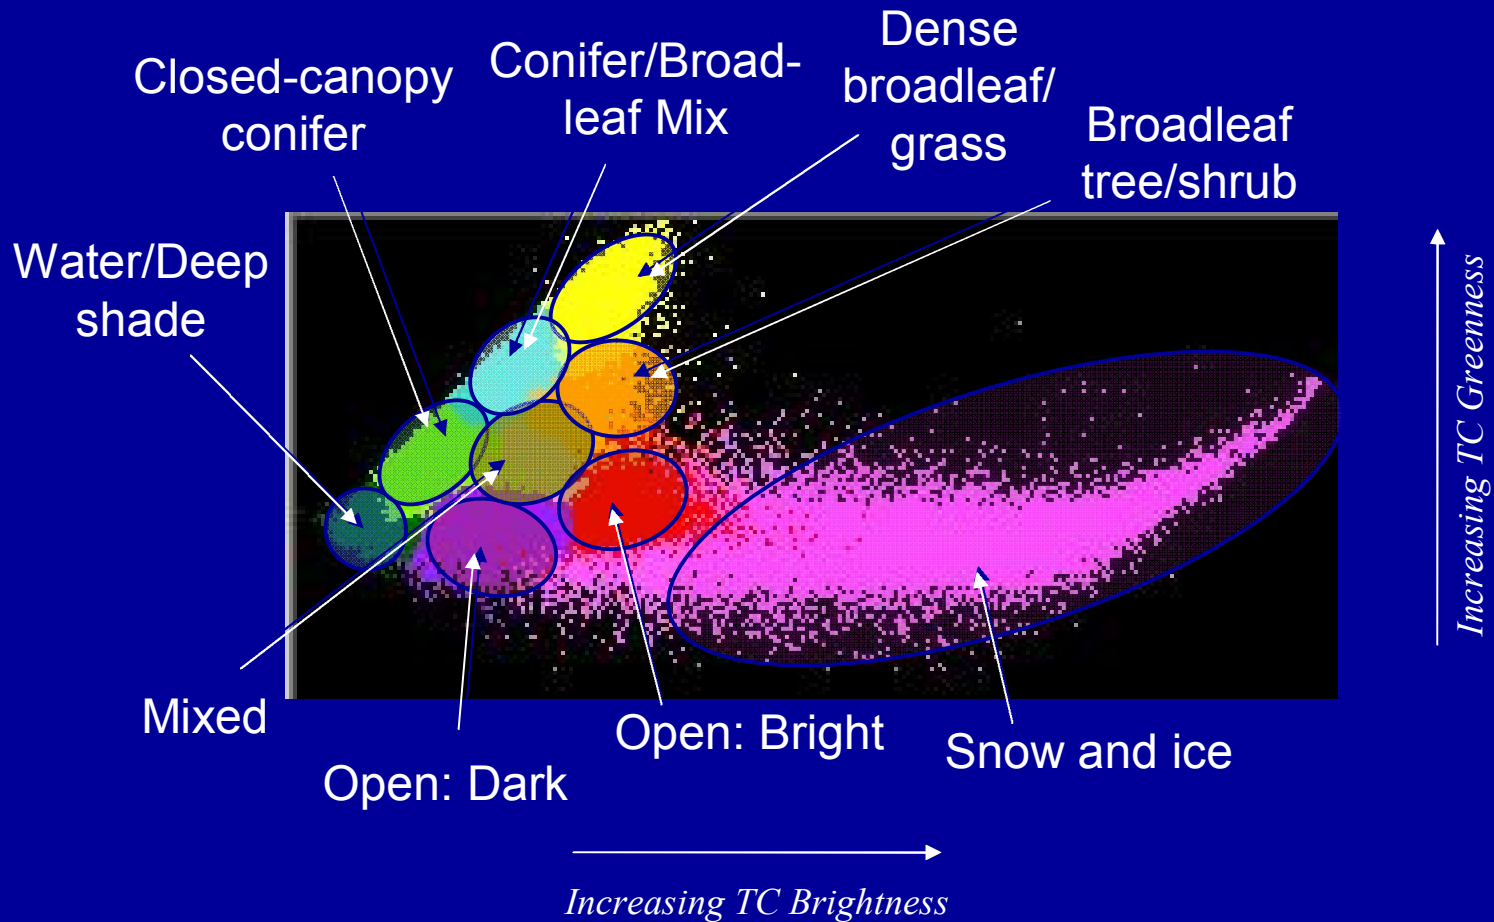 Closed-canopy
conifer
Conifer/Broad-
leaf Mix
Dense
broadleaf/
grass
Broadleaf
tree/shrub
Water/Deep
shade
Increasing TC Greenness
Mixed
Open: Dark
Open: Bright
Snow and ice
Increasing TC Brightness